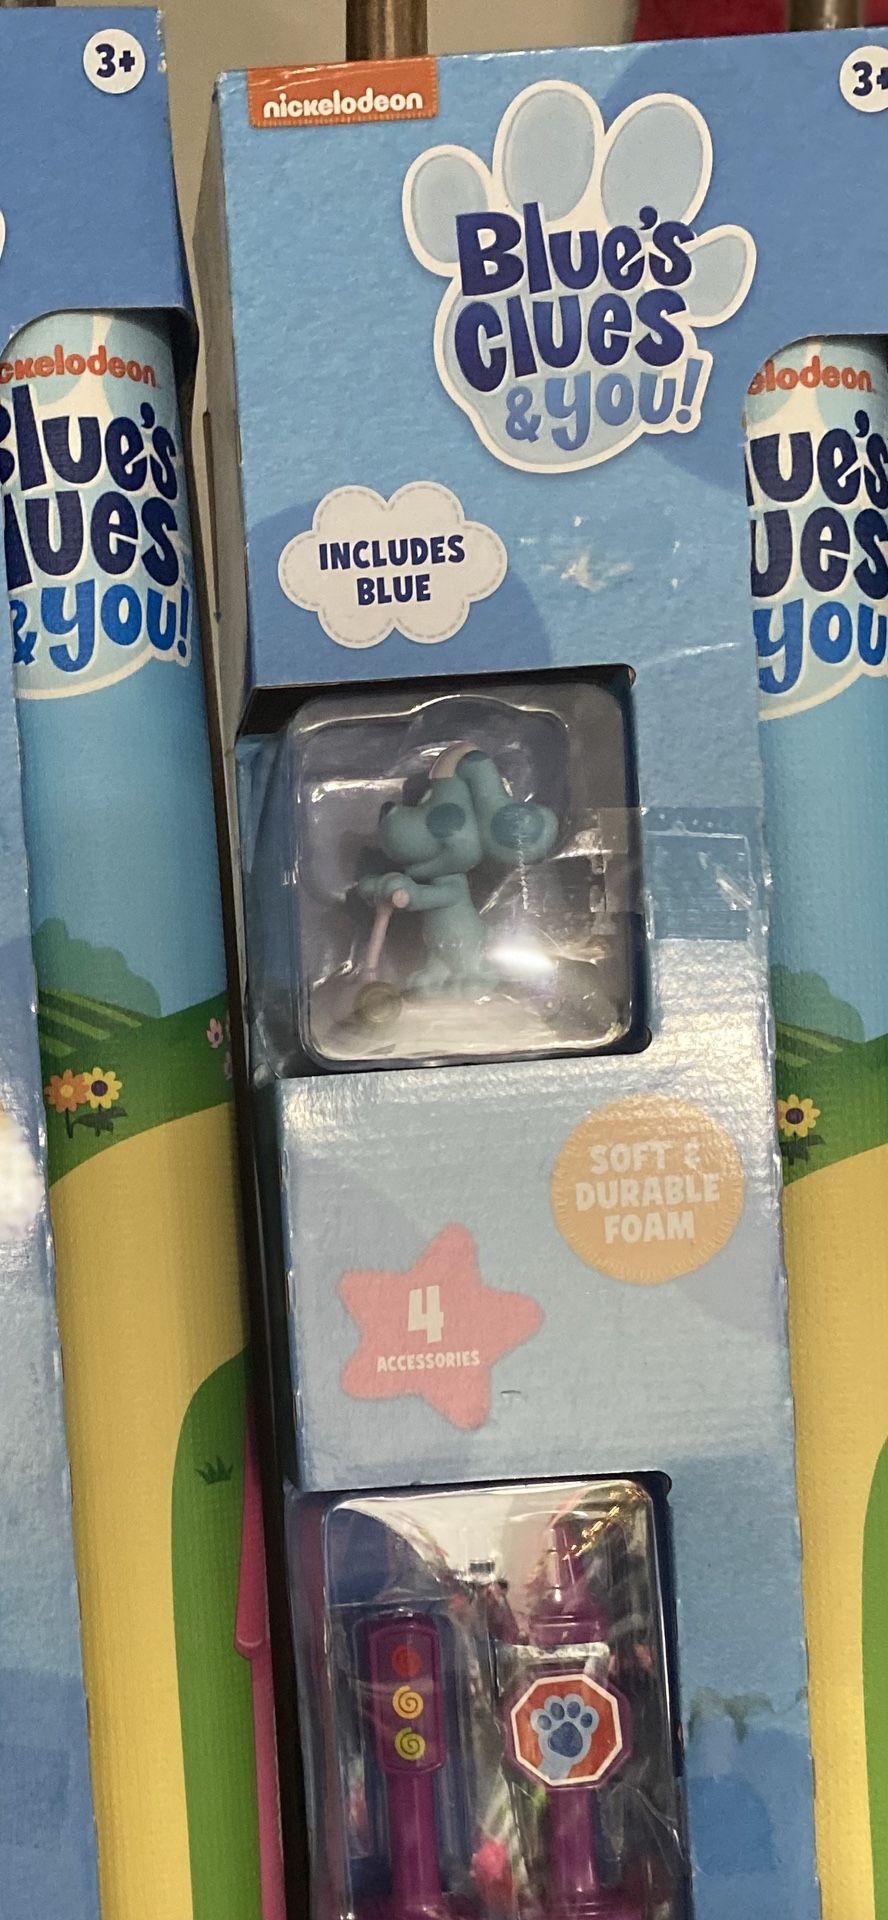 3+
nickelodeon
Blue's
Clues
& you!
3+
ckelodeon
Blue's
lues
& you!
elodeon
lue's
ues
you
INCLUDES
BLUE
SOFT &
DURABLE
FOAM
4
ACCESSORIES